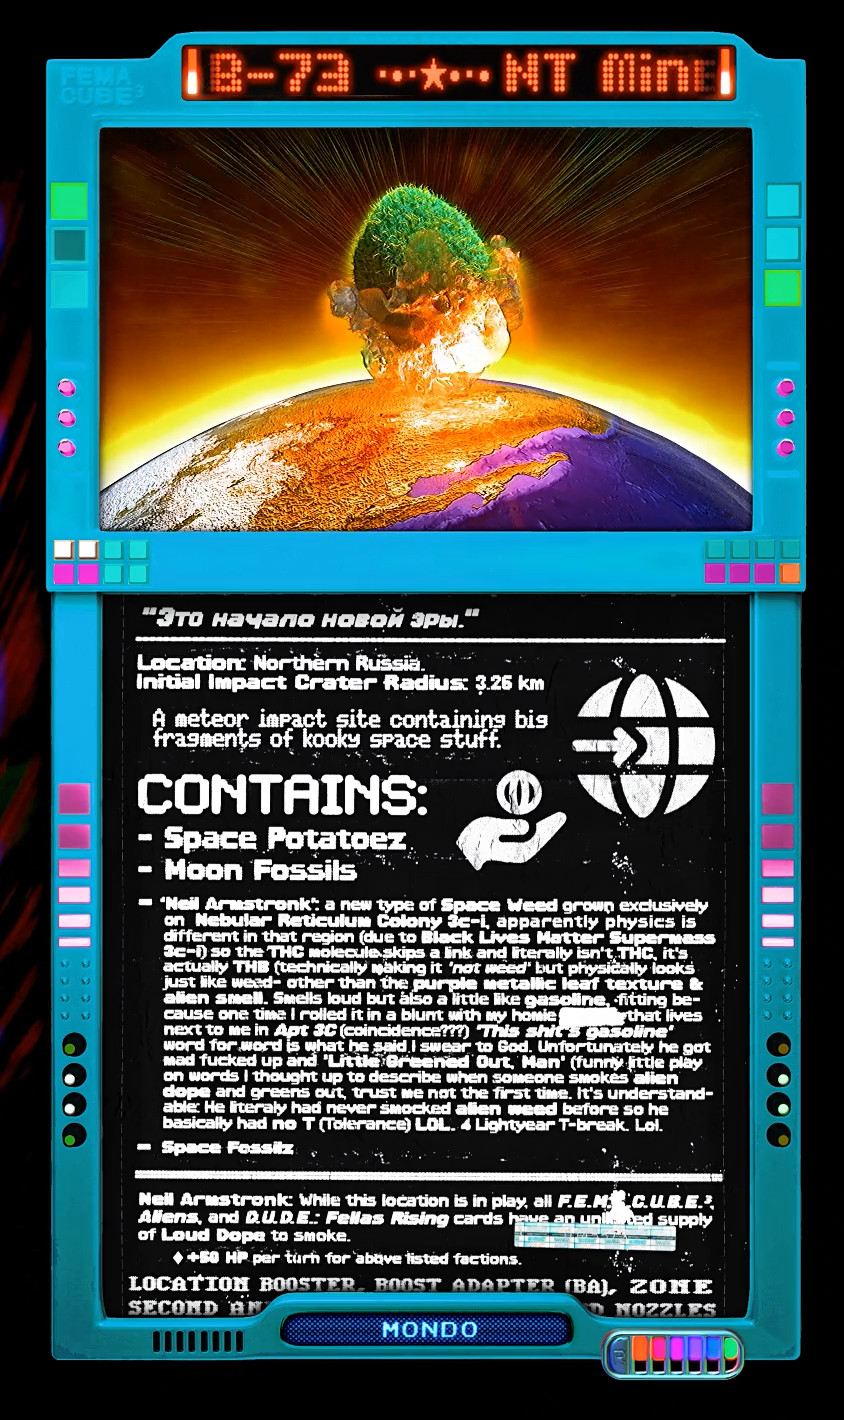 B-73 ··★··· NT Mine
FEMA
CUBE³
"Это начало новой эры."
Location: Northern Russia.
Initial Impact Crater Radius: 3.26 km
A meteor impact site containing big
fragments of kooky space stuff.
CONTAINS:
- Space Potatoez
- Moon Fossils
- 'Neil Armstronk': a new type of Space Weed grown exclusively
on Nebular Reticulum Colony 3c-i, apparently physics is
different in that region (due to Black Lives Matter Supermass
3c-i) so the THC molecule skips a link and literally isn't THC, it's
actually THB (technically making it 'not weed' but physically looks
just like weed- other than the purple metallic leaf texture &
alien smell. Smells loud but also a little like gasoline, fitting be-
cause one time I rolled it in a blunt with my homie that lives
next to me in Apt 3C (coincidence???) 'This shit's gasoline'
word for word is what he said I swear to God. Unfortunately he got
mad fucked up and 'Little Greened Out, Man' (funny little play
on words I thought up to describe when someone smokes alien
dope and greens out, trust me not the first time. It's understand-
able: He literaly had never smocked alien weed before so he
basically had no T (Tolerance) LOL. 4 Lightyear T-break. Lol.
- Space Fossilz
Neil Armstronk: While this location is in play, all F.E.M.A. C.U.B.E.³,
Aliens, and D.U.D.E.: Fellas Rising cards have an unlimited supply
of Loud Dope to smoke.
♦ +50 HP per turn for above listed factions.
LOCATION BOOSTER, BOOST ADAPTER (BA), ZONE
SECOND AN D NOZZLES
MONDO